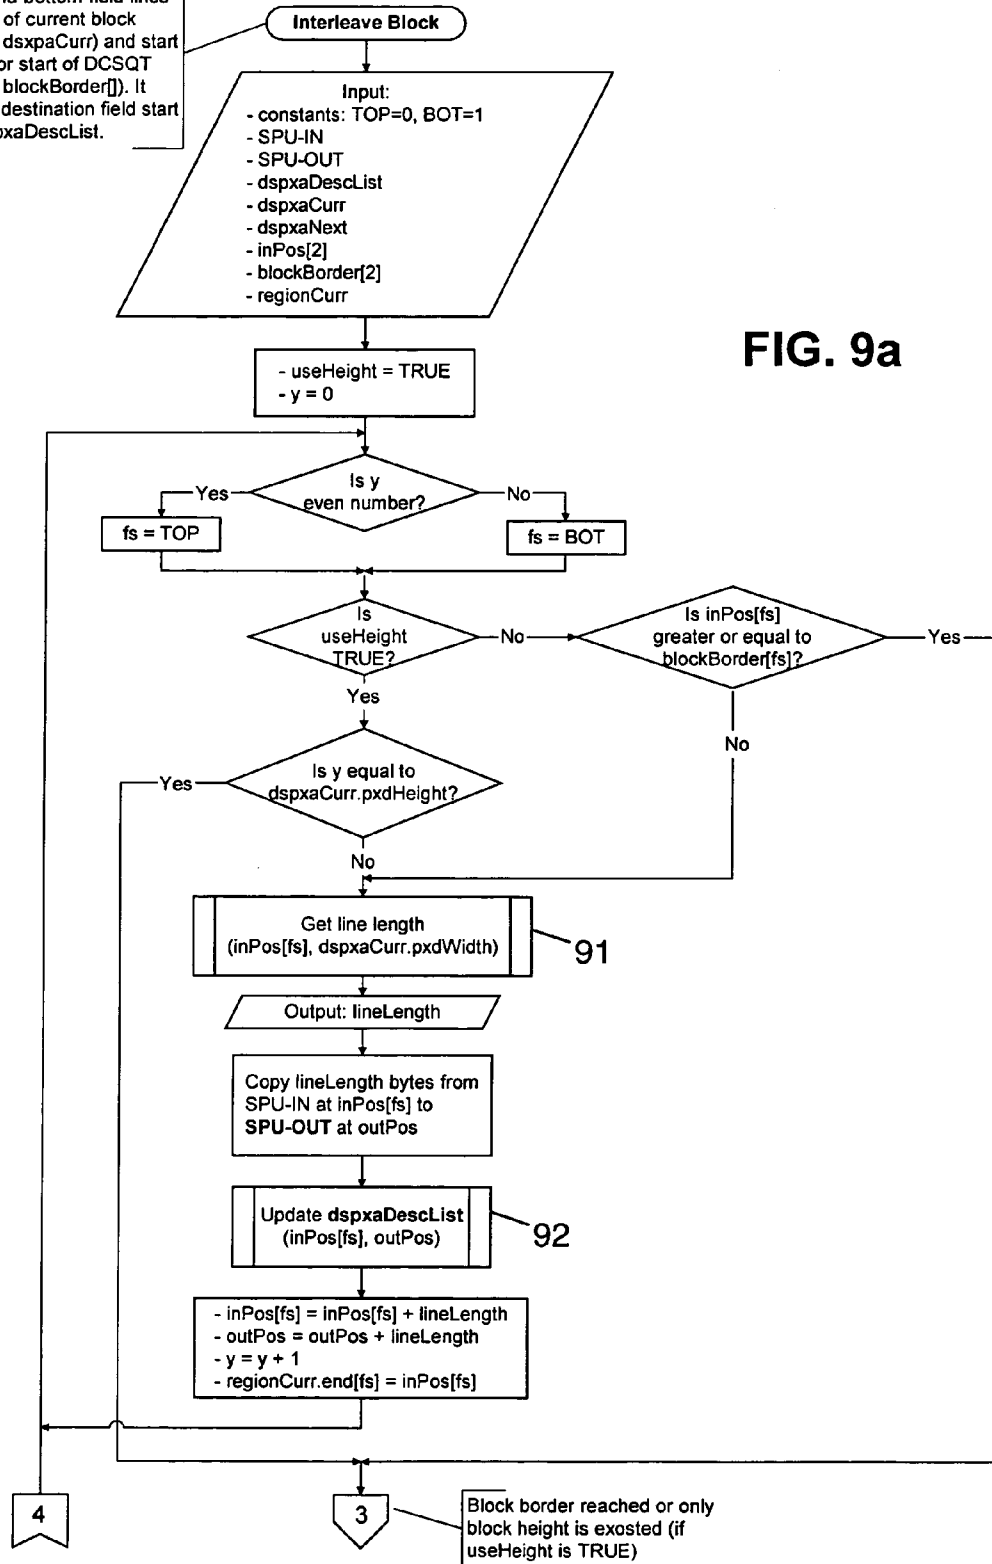 of current block
dsxpaCurr) and start
or start of DCSQT
blockBorder[]). It
destination field start
Interleave Block
Input:
- constants: TOP=0, BOT=1
- SPU-IN
- SPU-OUT
- dspxaDescList
- dspxaCurr
- dspxaNext
- inPos[2]
- blockBorder[2]
- regionCurr
FIG. 9a
- useHeight = TRUE
- y = 0
Is y
even number?
Yes
No
fs = TOP
fs = BOT
Is
useHeight
TRUE?
No
Is inPos[fs]
greater or equal to
blockBorder[fs]?
Yes
Yes
No
Is y equal to
dspxaCurr.pxdHeight?
Yes
No
Get line length
(inPos[fs], dspxaCurr.pxdWidth)
91
Output: lineLength
Copy lineLength bytes from
SPU-IN at inPos[fs] to
SPU-OUT at outPos
Update dspxaDescList
(inPos[fs], outPos)
92
- inPos[fs] = inPos[fs] + lineLength
- outPos = outPos + lineLength
- y = y + 1
- regionCurr.end[fs] = inPos[fs]
4
3
Block border reached or only
block height is exosted (if
useHeight is TRUE)